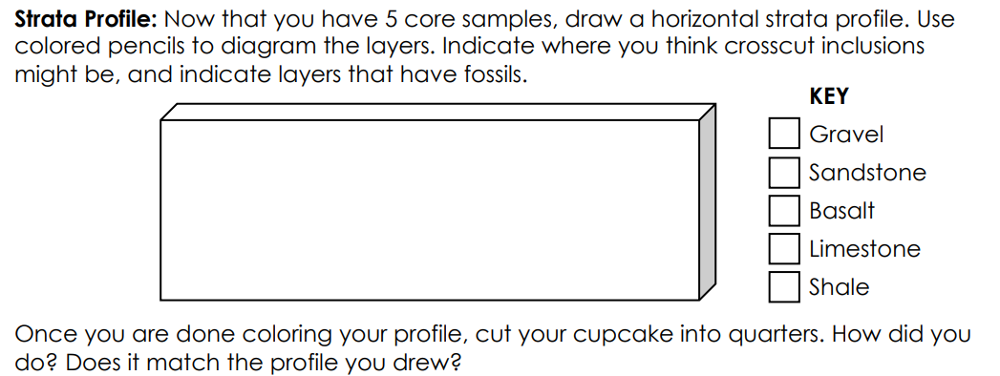 Strata Profile: Now that you have 5 core samples, draw a horizontal strata profile. Use
colored pencils to diagram the layers. Indicate where you think crosscut inclusions
might be, and indicate layers that have fossils.
KEY
Gravel
Sandstone
Basalt
Limestone
Shale
Once you are done coloring your profile, cut your cupcake into quarters. How did you
do? Does it match the profile you drew?